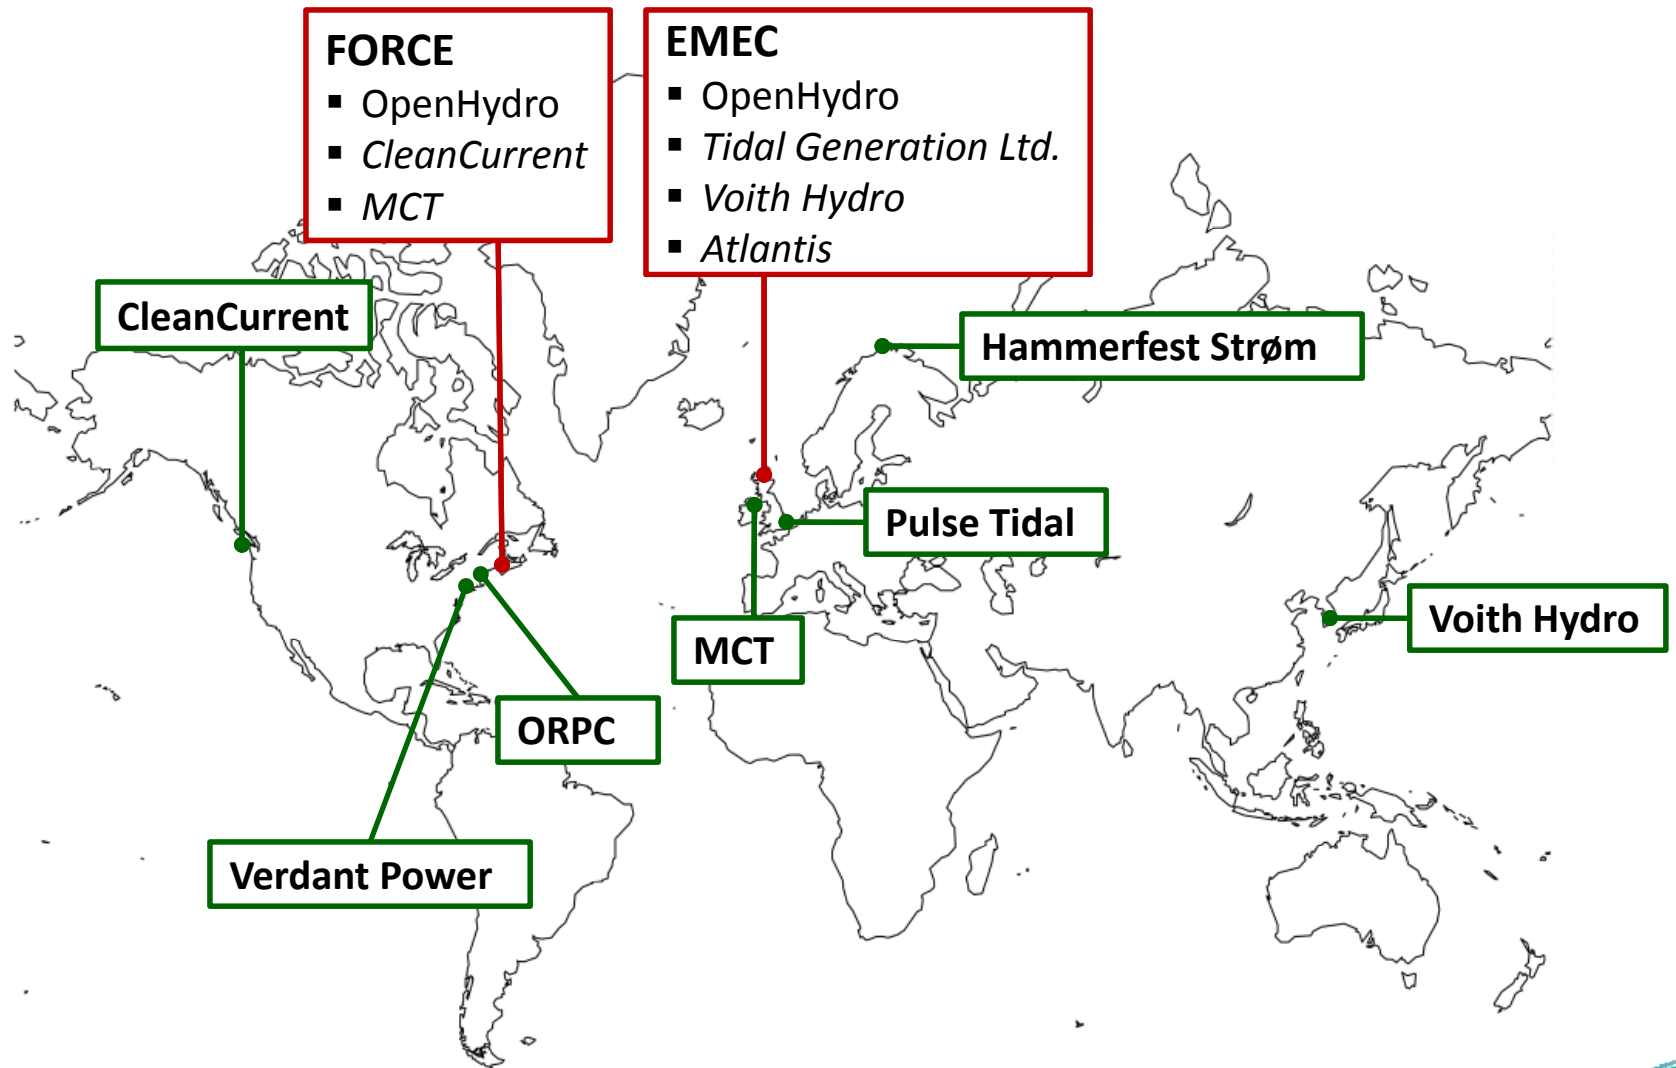 FORCE
▪ OpenHydro
▪ CleanCurrent
▪ MCT
EMEC
▪ OpenHydro
▪ Tidal Generation Ltd.
▪ Voith Hydro
▪ Atlantis
CleanCurrent
Hammerfest Strøm
Pulse Tidal
Voith Hydro
MCT
ORPC
Verdant Power